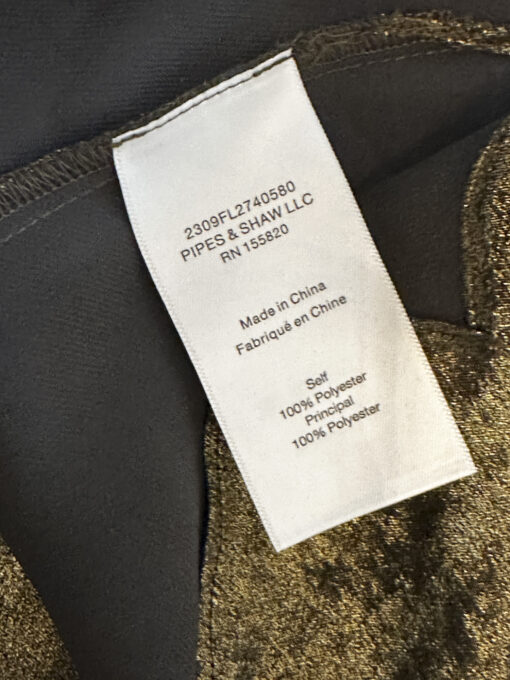 2309FL2740580
PIPES & SHAW LLC
RN 155820
Made in China
Fabriqué en Chine
Self
100% Polyester
Principal
100% Polyester